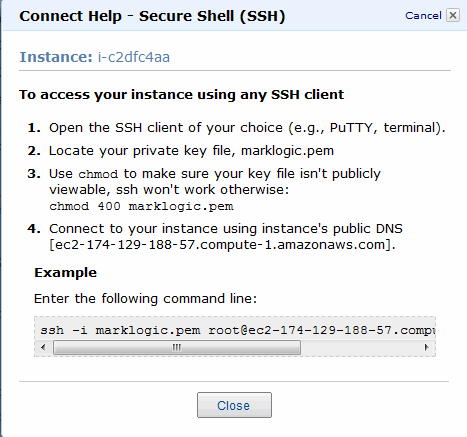 Connect Help - Secure Shell (SSH) Cancel
Instance: i-c2dfc4aa
To access your instance using any SSH client
1. Open the SSH client of your choice (e.g., PuTTY, terminal).
2. Locate your private key file, marklogic.pem
3. Use chmod to make sure your key file isn't publicly
viewable, ssh won't work otherwise:
chmod 400 marklogic.pem
4. Connect to your instance using instance's public DNS
[ec2-174-129-188-57.compute-1.amazonaws.com].
Example
Enter the following command line:
ssh -i marklogic.pem root@ec2-174-129-188-57.compu
Close